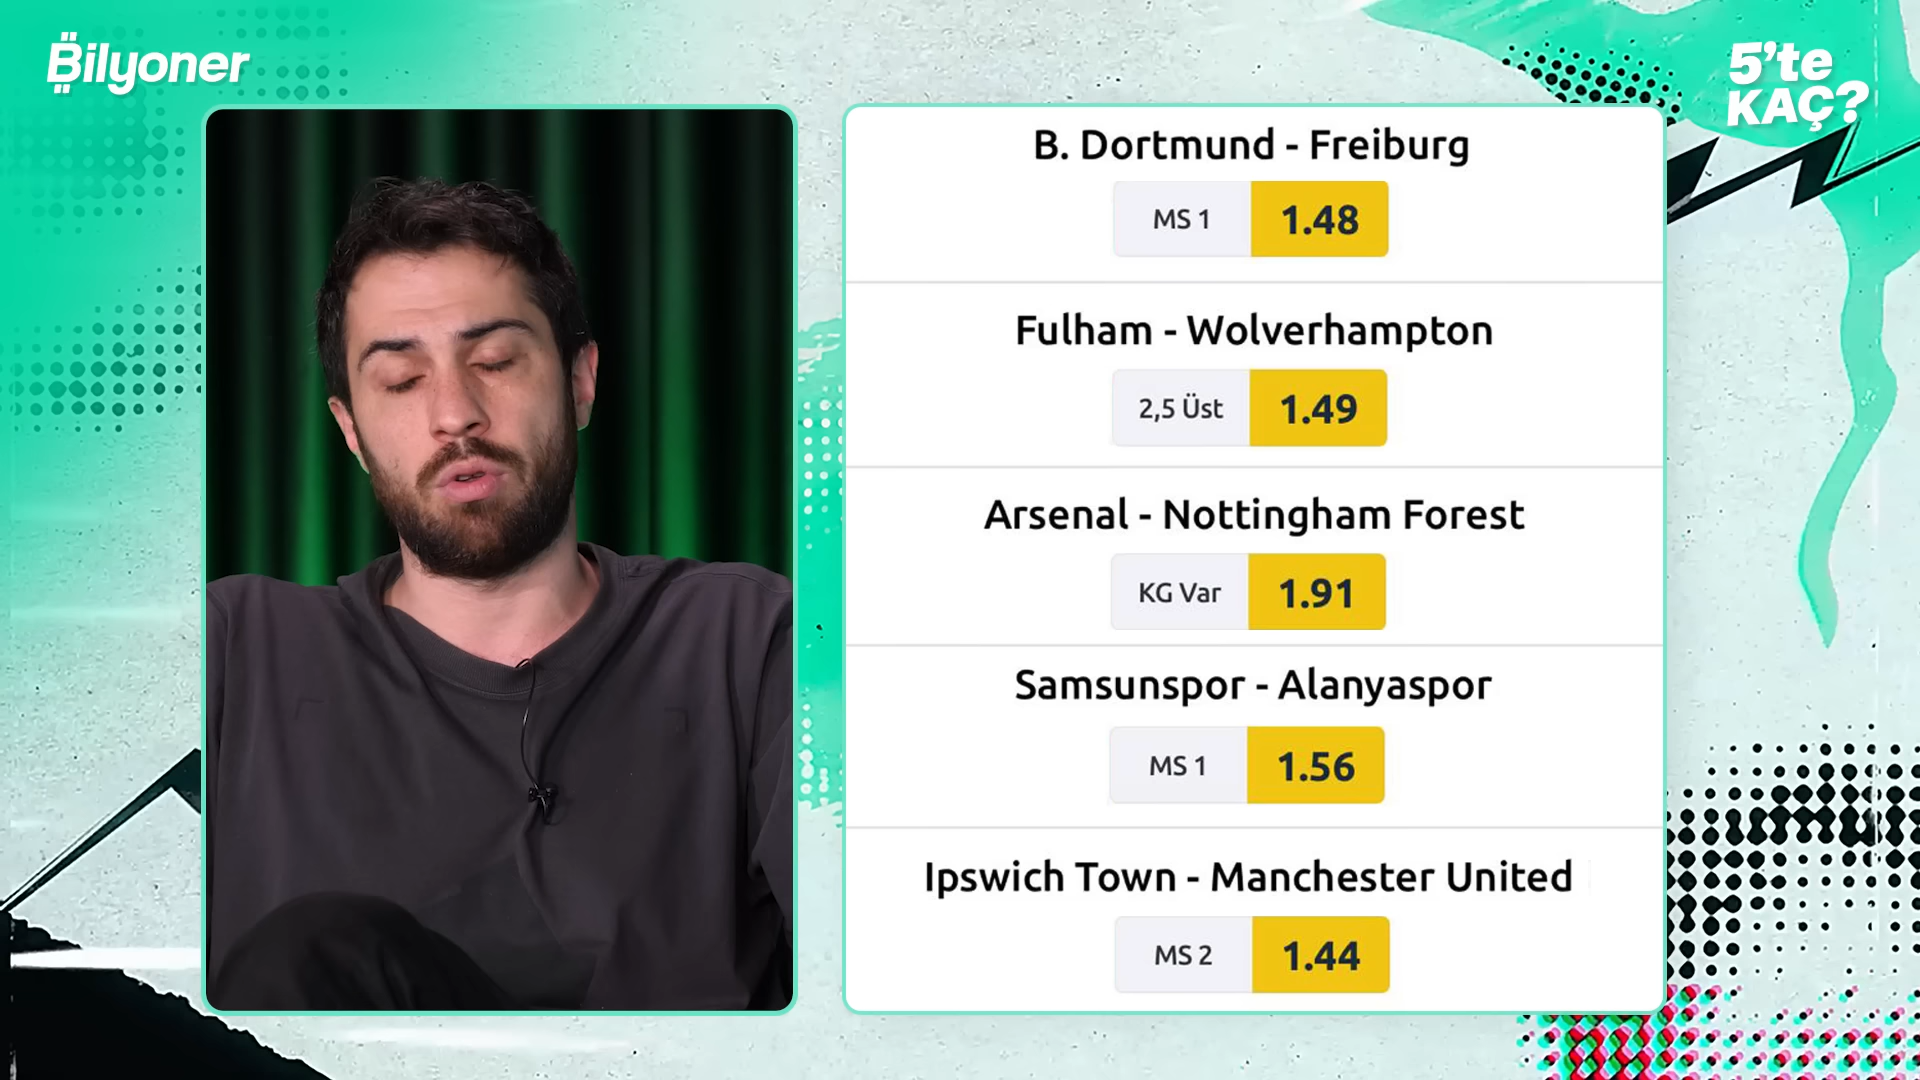 Bilyoner
5'te
KAÇ?
B. Dortmund - Freiburg
MS 1 1.48
Fulham - Wolverhampton
2,5 Üst 1.49
Arsenal - Nottingham Forest
KG Var 1.91
Samsunspor - Alanyaspor
MS 1 1.56
Ipswich Town - Manchester United
MS 2 1.44